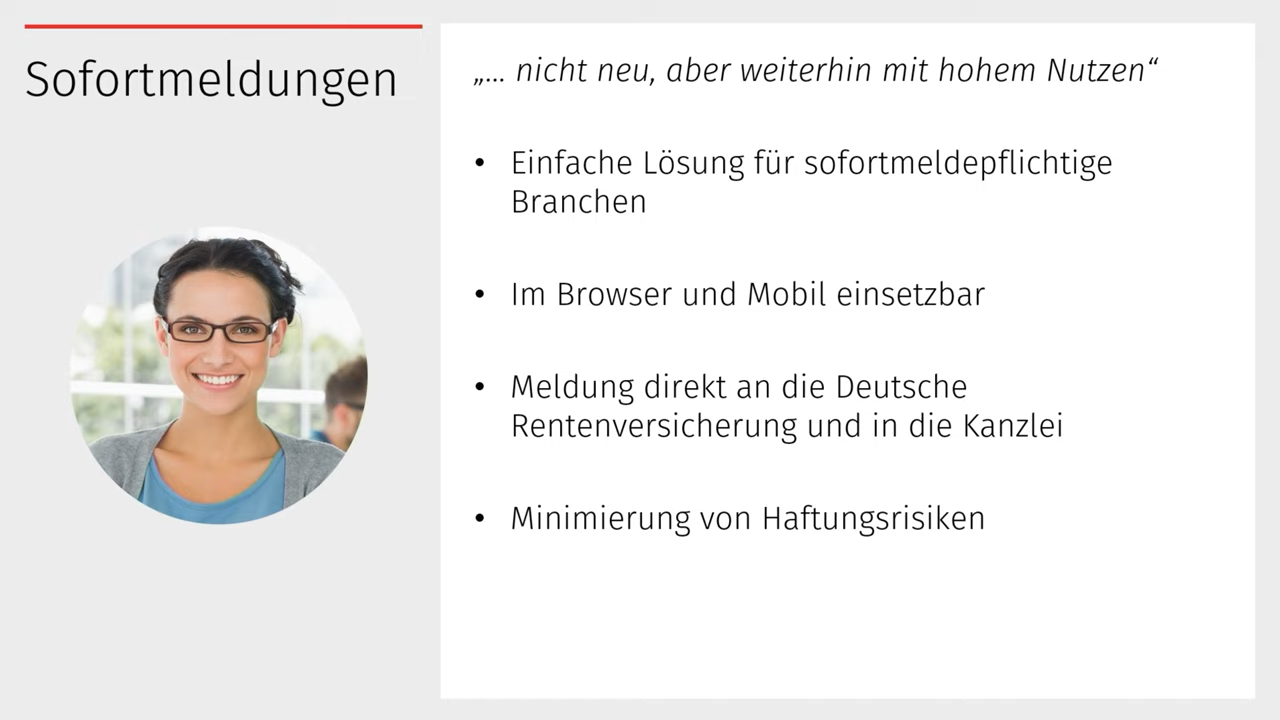 Sofortmeldungen
„... nicht neu, aber weiterhin mit hohem Nutzen“
• Einfache Lösung für sofortmeldepflichtige
Branchen
• Im Browser und Mobil einsetzbar
• Meldung direkt an die Deutsche
Rentenversicherung und in die Kanzlei
• Minimierung von Haftungsrisiken